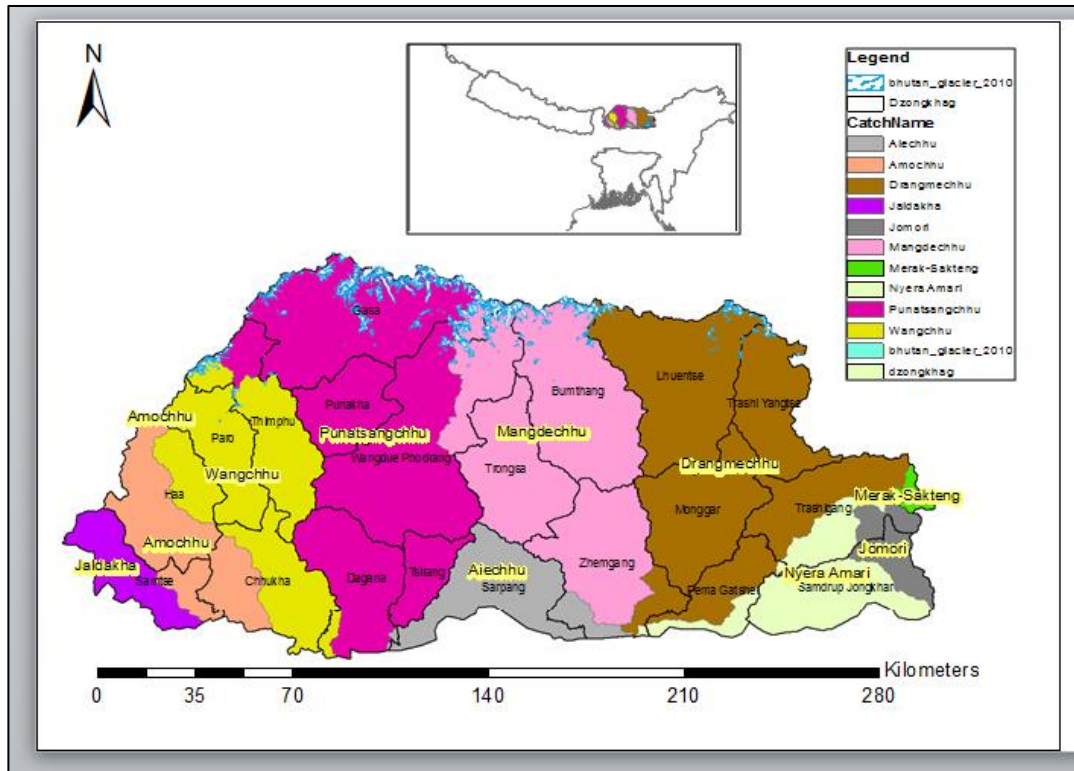 N
Legend
bhutan_glacier_2010
Dzongkhag
CatchName
Aiechhu
Amochhu
Drangmechhu
Jaldakha
Jomori
Mangdechhu
Merak-Sakteng
Nyera Amari
Punatsangchhu
Wangchhu
bhutan_glacier_2010
dzongkhag
Gasa
Lhuentse
Bumthang
Punakha
Trashi Yangtse
Amochhu
Thimphu
Paro
Punatsangchhu
Mangdechhu
Wangdue Phodrang
Drangmechhu
Wangchhu
Trongsa
Haa
Merak-Sakteng
Monggar
Trashigang
Amochhu
Jomori
Jaldakha
Zhemgang
Aiechhu
Tsirang
Nyera Amari
Samtse
Chhukha
Dagana
Sarpang
Pema Gatshel
Samdrup Jongkhar
Kilometers
0 35 70 140 210 280